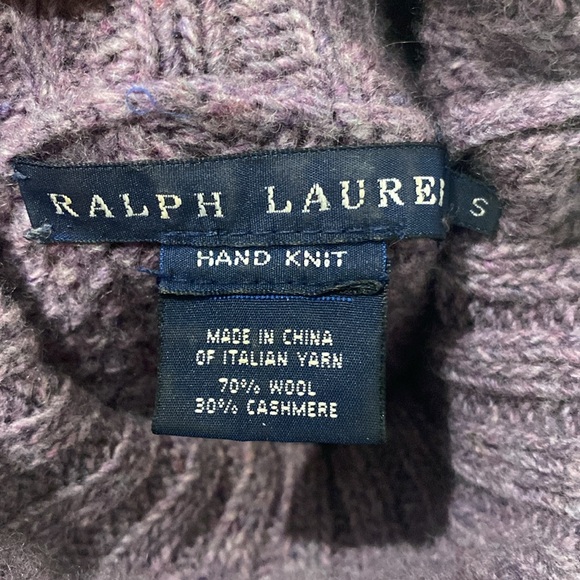 RALPH LAURE
S
HAND KNIT
MADE IN CHINA
OF ITALIAN YARN
70% WOOL
30% CASHMERE